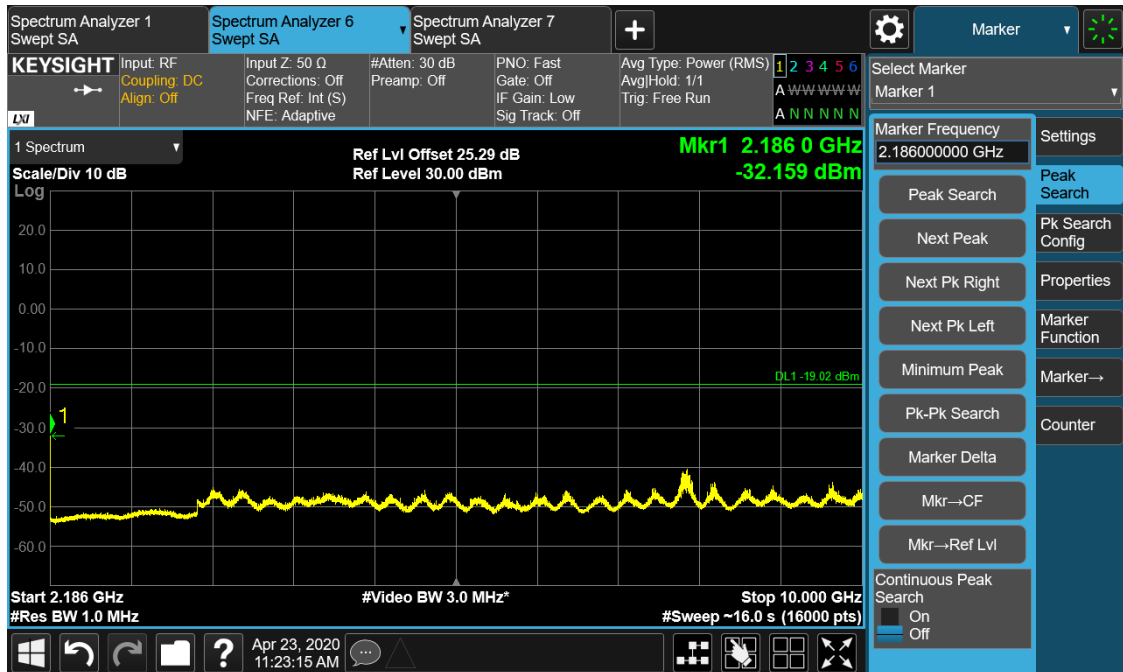 Spectrum Analyzer 1
Swept SA
Spectrum Analyzer 6
Swept SA
Spectrum Analyzer 7
Swept SA
Marker
KEYSIGHT
LXI
Input: RF
Coupling: DC
Align: Off
Input Z: 50 Ω
Corrections: Off
Freq Ref: Int (S)
NFE: Adaptive
#Atten: 30 dB
Preamp: Off
PNO: Fast
Gate: Off
IF Gain: Low
Sig Track: Off
Avg Type: Power (RMS)
Avg|Hold: 1/1
Trig: Free Run
1 2 3 4 5 6
A W W W W W
A N N N N N
Select Marker
Marker 1
1 Spectrum
Scale/Div 10 dB
Log
Ref Lvl Offset 25.29 dB
Ref Level 30.00 dBm
Mkr1 2.186 0 GHz
-32.159 dBm
20.0
10.0
0.00
-10.0
-20.0
-30.0
-40.0
-50.0
-60.0
DL1 -19.02 dBm
1
Start 2.186 GHz
#Res BW 1.0 MHz
#Video BW 3.0 MHz*
Stop 10.000 GHz
#Sweep ~16.0 s (16000 pts)
Marker Frequency
2.186000000 GHz
Peak Search
Next Peak
Next Pk Right
Next Pk Left
Minimum Peak
Pk-Pk Search
Marker Delta
Mkr→CF
Mkr→Ref Lvl
Continuous Peak
Search
On
Off
Settings
Peak
Search
Pk Search
Config
Properties
Marker
Function
Marker→
Counter
?
Apr 23, 2020
11:23:15 AM